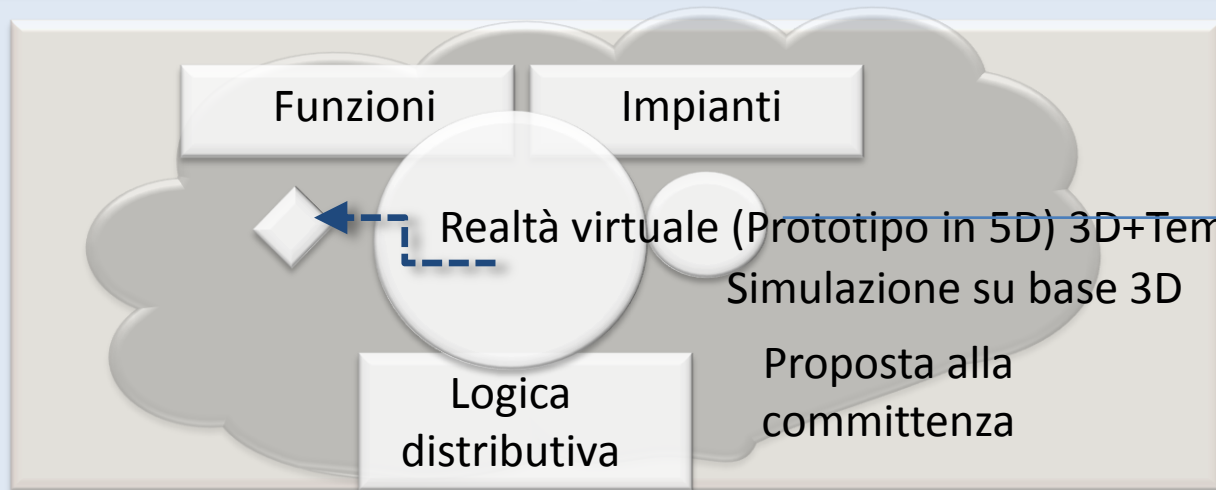 Funzioni
Impianti
Realtà virtuale (Prototipo in 5D) 3D+Tem
Simulazione su base 3D
Proposta alla
committenza
Logica
distributiva